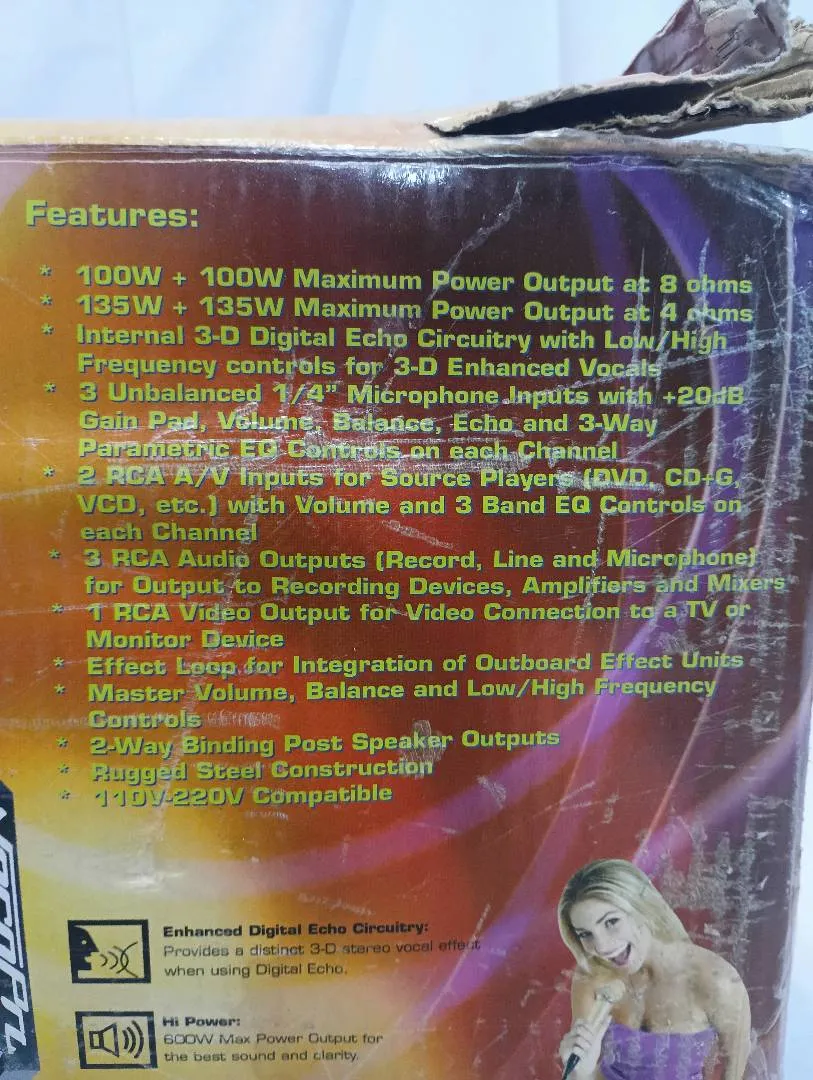 Features:
* 100W + 100W Maximum Power Output at 8 ohms
* 135W + 135W Maximum Power Output at 4 ohms
* Internal 3-D Digital Echo Circuitry with Low/High
Frequency controls for 3-D Enhanced Vocals
* 3 Unbalanced 1/4" Microphone Inputs with +20dB
Gain Pad, Volume, Balance, Echo and 3-Way
Parametric EQ Controls on each Channel
* 2 RCA A/V Inputs for Source Players (DVD, CD+G,
VCD, etc.) with Volume and 3 Band EQ Controls on
each Channel
* 3 RCA Audio Outputs (Record, Line and Microphone)
for Output to Recording Devices, Amplifiers and Mixers
* 1 RCA Video Output for Video Connection to a TV or
Monitor Device
* Effect Loop for Integration of Outboard Effect Units
* Master Volume, Balance and Low/High Frequency
Controls
* 2-Way Binding Post Speaker Outputs
* Rugged Steel Construction
* 110V-220V Compatible
Enhanced Digital Echo Circuitry:
Provides a distinct 3-D stereo vocal effect
when using Digital Echo.
Hi Power:
600W Max Power Output for
the best sound and clarity.